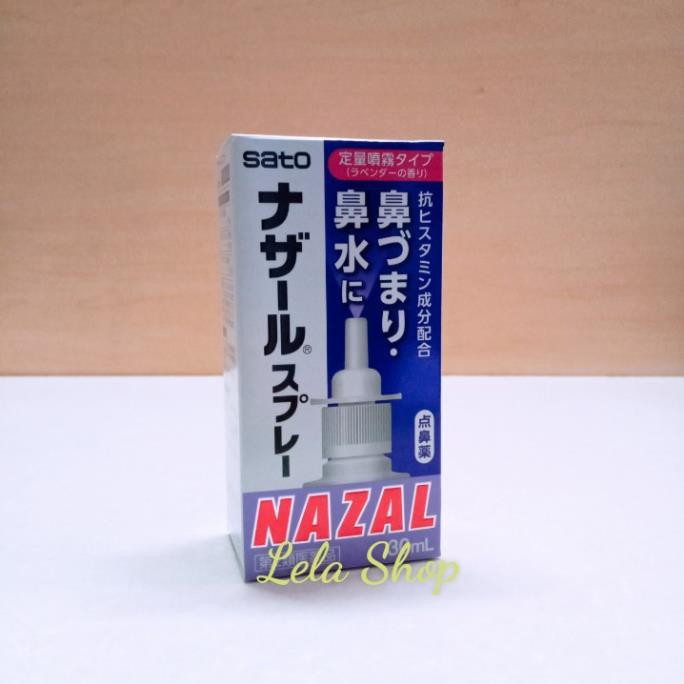 sato
ナザール®スプレー
定量噴霧タイプ
(ラベンダーの香り)
抗ヒスタミン成分配合
鼻づまり・
鼻水に
点鼻薬
NAZAL
30mL
Lela Shop